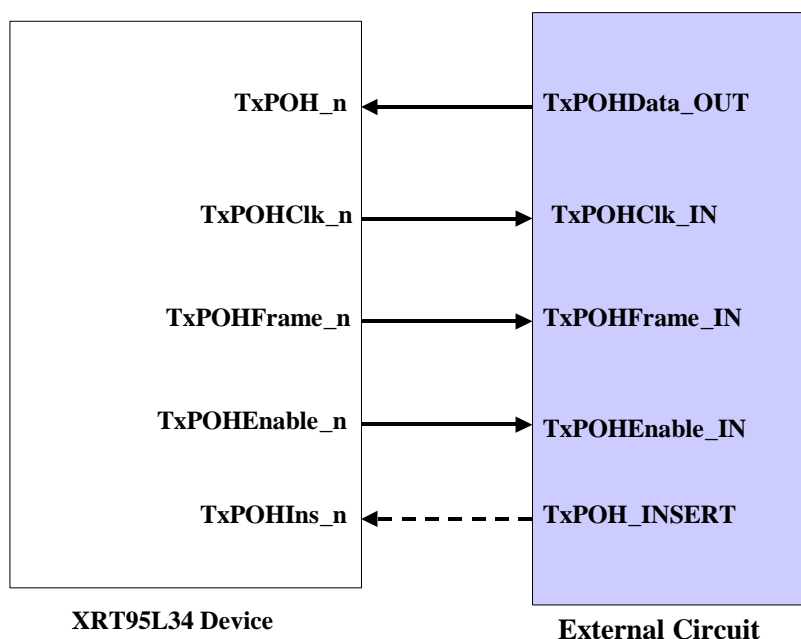 TxPOH_n TxPOHData_OUT
TxPOHClk_n TxPOHClk_IN
TxPOHFrame_n TxPOHFrame_IN
TxPOHEnable_n TxPOHEnable_IN
TxPOHIns_n TxPOH_INSERT
XRT95L34 Device External Circuit